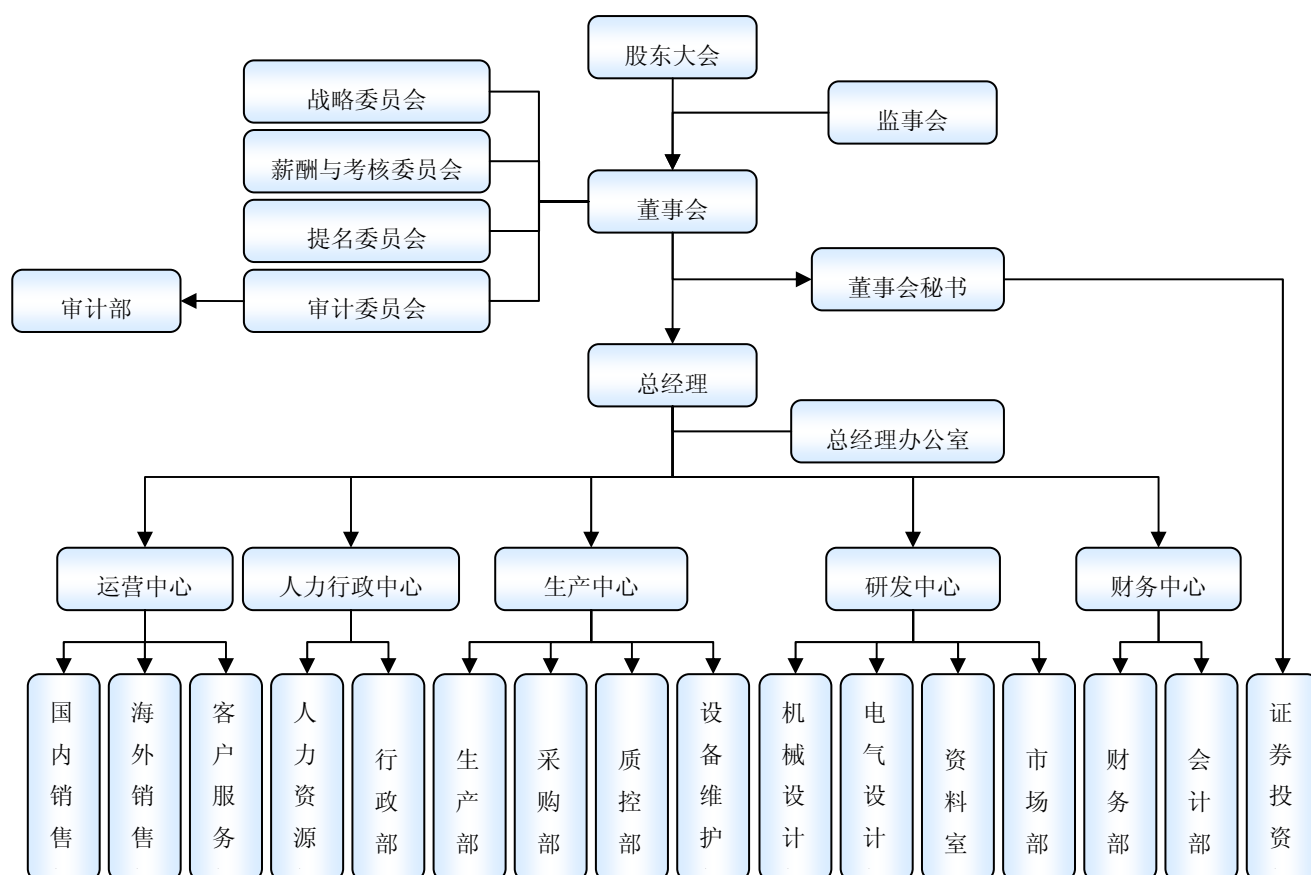 股东大会
战略委员会
监事会
薪酬与考核委员会
董事会
提名委员会
董事会秘书
审计部
审计委员会
总经理
总经理办公室
运营中心
人力行政中心
生产中心
研发中心
财务中心
国内销售
海外销售
客户服务
人力资源
行政部
生产部
采购部
质控部
设备维护
机械设计
电气设计
资料室
市场部
财务部
会计部
证券投资